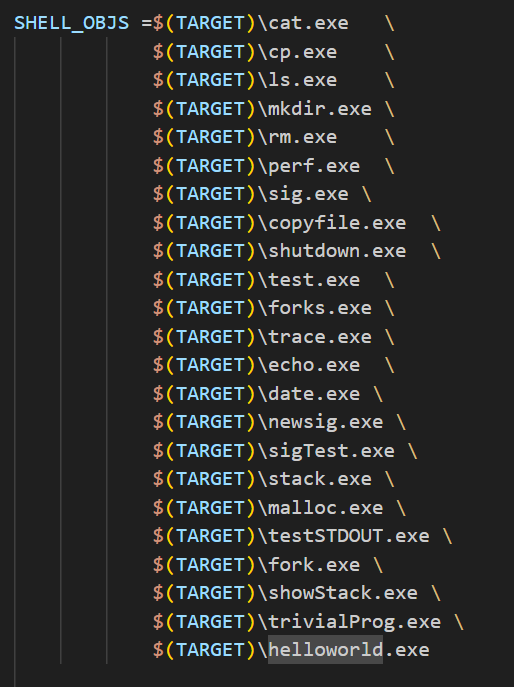 SHELL_OBJS =$(TARGET)\cat.exe   \
$(TARGET)\cp.exe    \
$(TARGET)\ls.exe    \
$(TARGET)\mkdir.exe \
$(TARGET)\rm.exe    \
$(TARGET)\perf.exe  \
$(TARGET)\sig.exe \
$(TARGET)\copyfile.exe  \
$(TARGET)\shutdown.exe  \
$(TARGET)\test.exe  \
$(TARGET)\forks.exe \
$(TARGET)\trace.exe \
$(TARGET)\echo.exe  \
$(TARGET)\date.exe \
$(TARGET)\newsig.exe \
$(TARGET)\sigTest.exe \
$(TARGET)\stack.exe \
$(TARGET)\malloc.exe \
$(TARGET)\testSTDOUT.exe \
$(TARGET)\fork.exe \
$(TARGET)\showStack.exe \
$(TARGET)\trivialProg.exe \
$(TARGET)\helloworld.exe